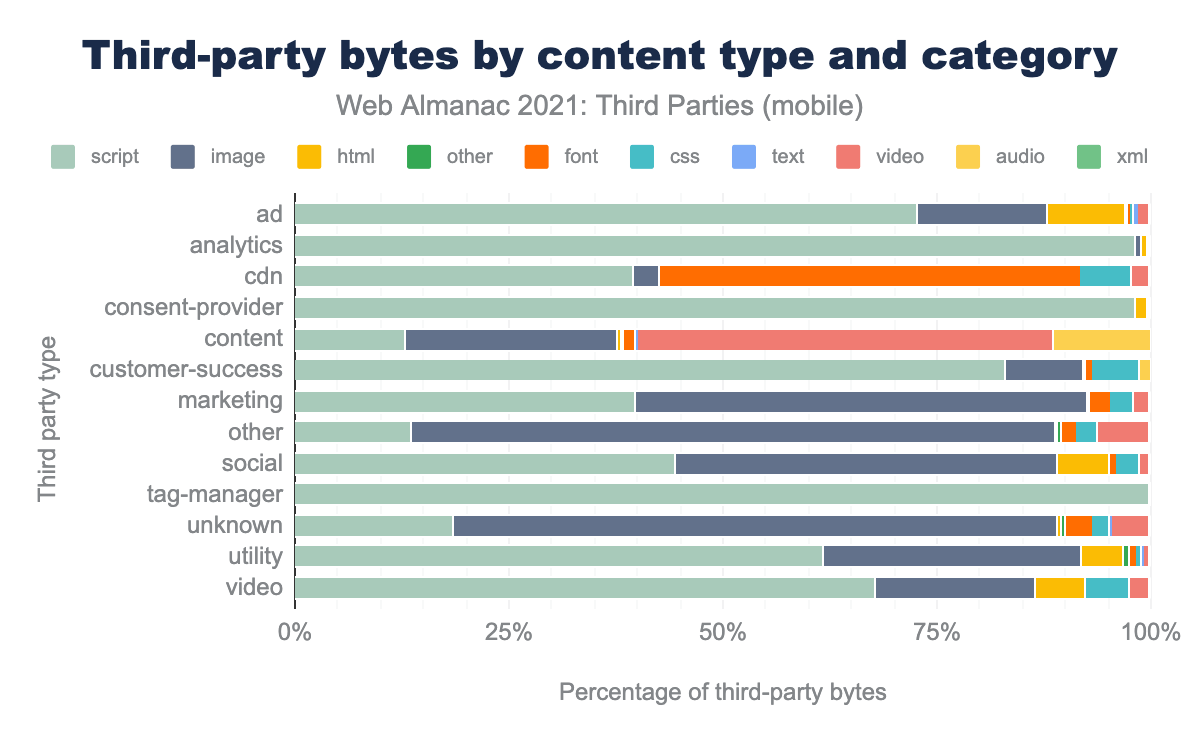 Third-party bytes by content type and category
Web Almanac 2021: Third Parties (mobile)
script image html other font css text video audio xml
Third party type
ad
analytics
cdn
consent-provider
content
customer-success
marketing
other
social
tag-manager
unknown
utility
video
0% 25% 50% 75% 100%
Percentage of third-party bytes